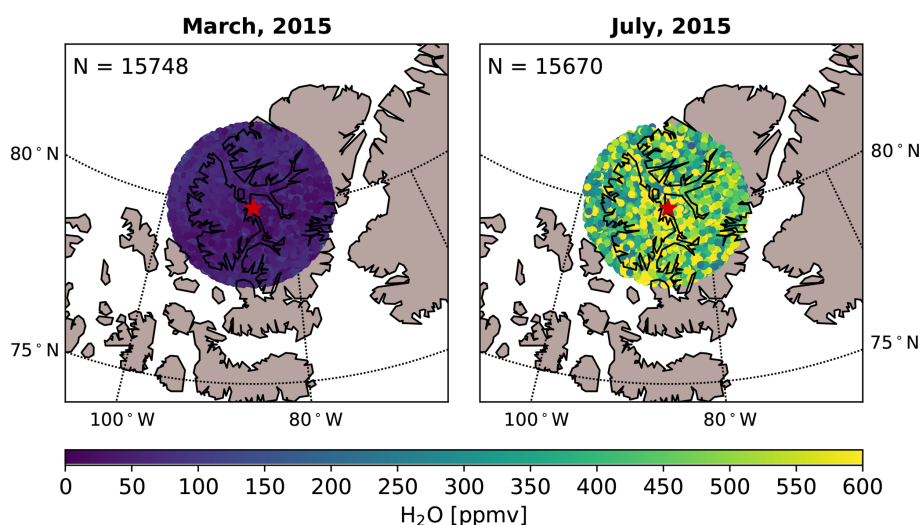 March, 2015
July, 2015
N = 15748
N = 15670
80°N
80°N
75°N
75°N
100°W
80°W
100°W
80°W
0 50 100 150 200 250 300 350 400 450 500 550 600
H₂O [ppmv]